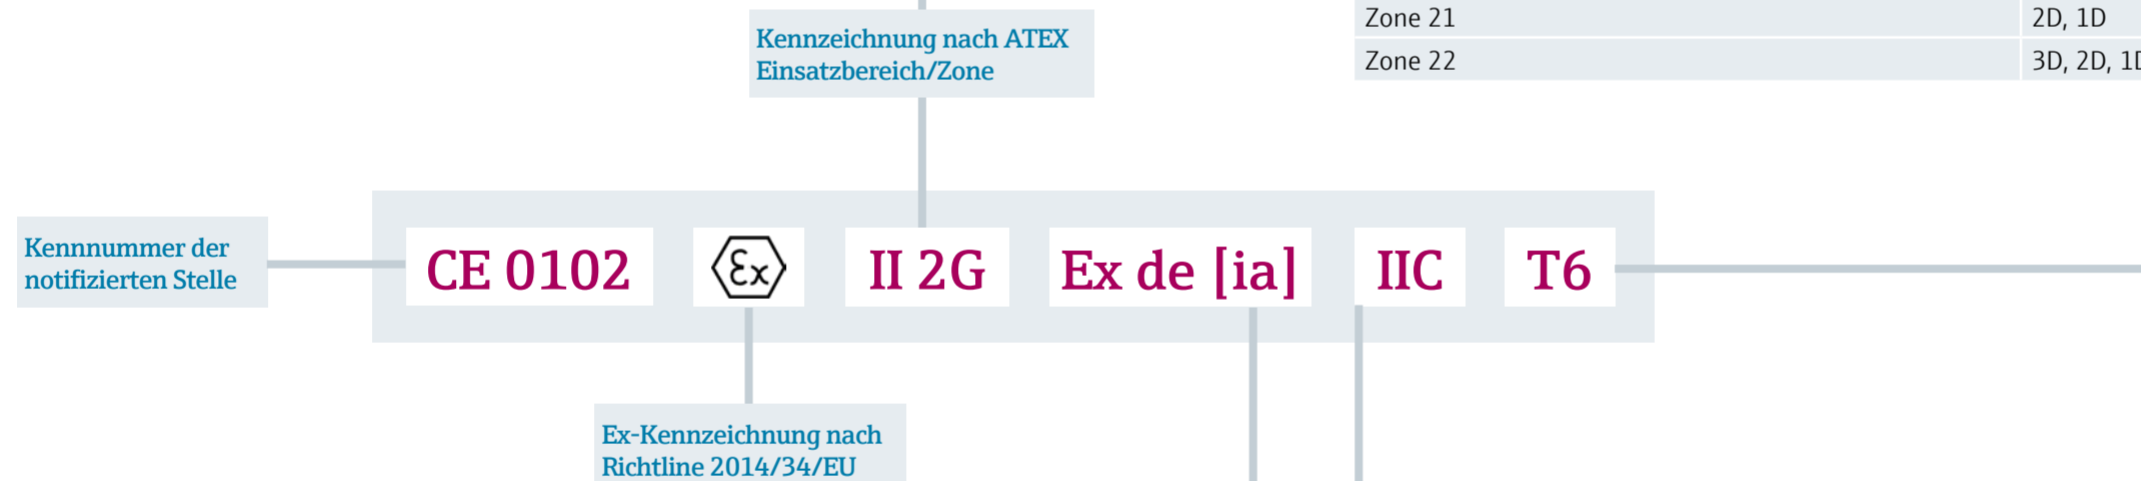 Zone 21 2D, 1D
Zone 22 3D, 2D, 1D
Kennzeichnung nach ATEX
Einsatzbereich/Zone
Kennnummer der
notifizierten Stelle
CE 0102 Ex II 2G Ex de [ia] IIC T6
Ex-Kennzeichnung nach
Richtline 2014/34/EU